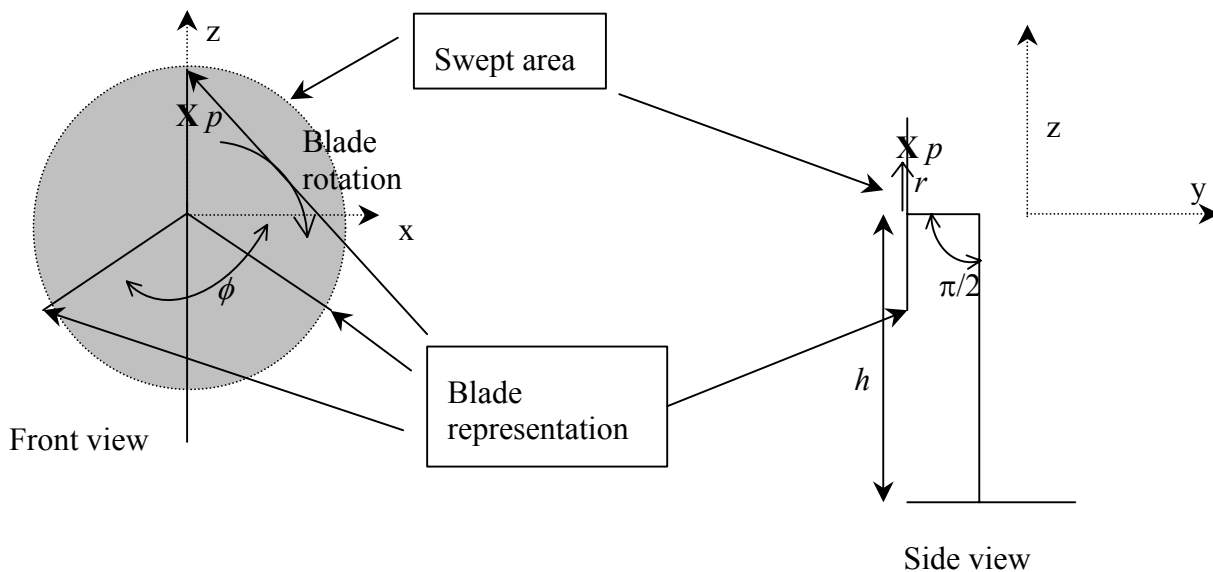 z
Swept area
X p
Blade
rotation
x
ϕ
Blade
representation
Front view
z
X p
r
y
π/2
h
Side view